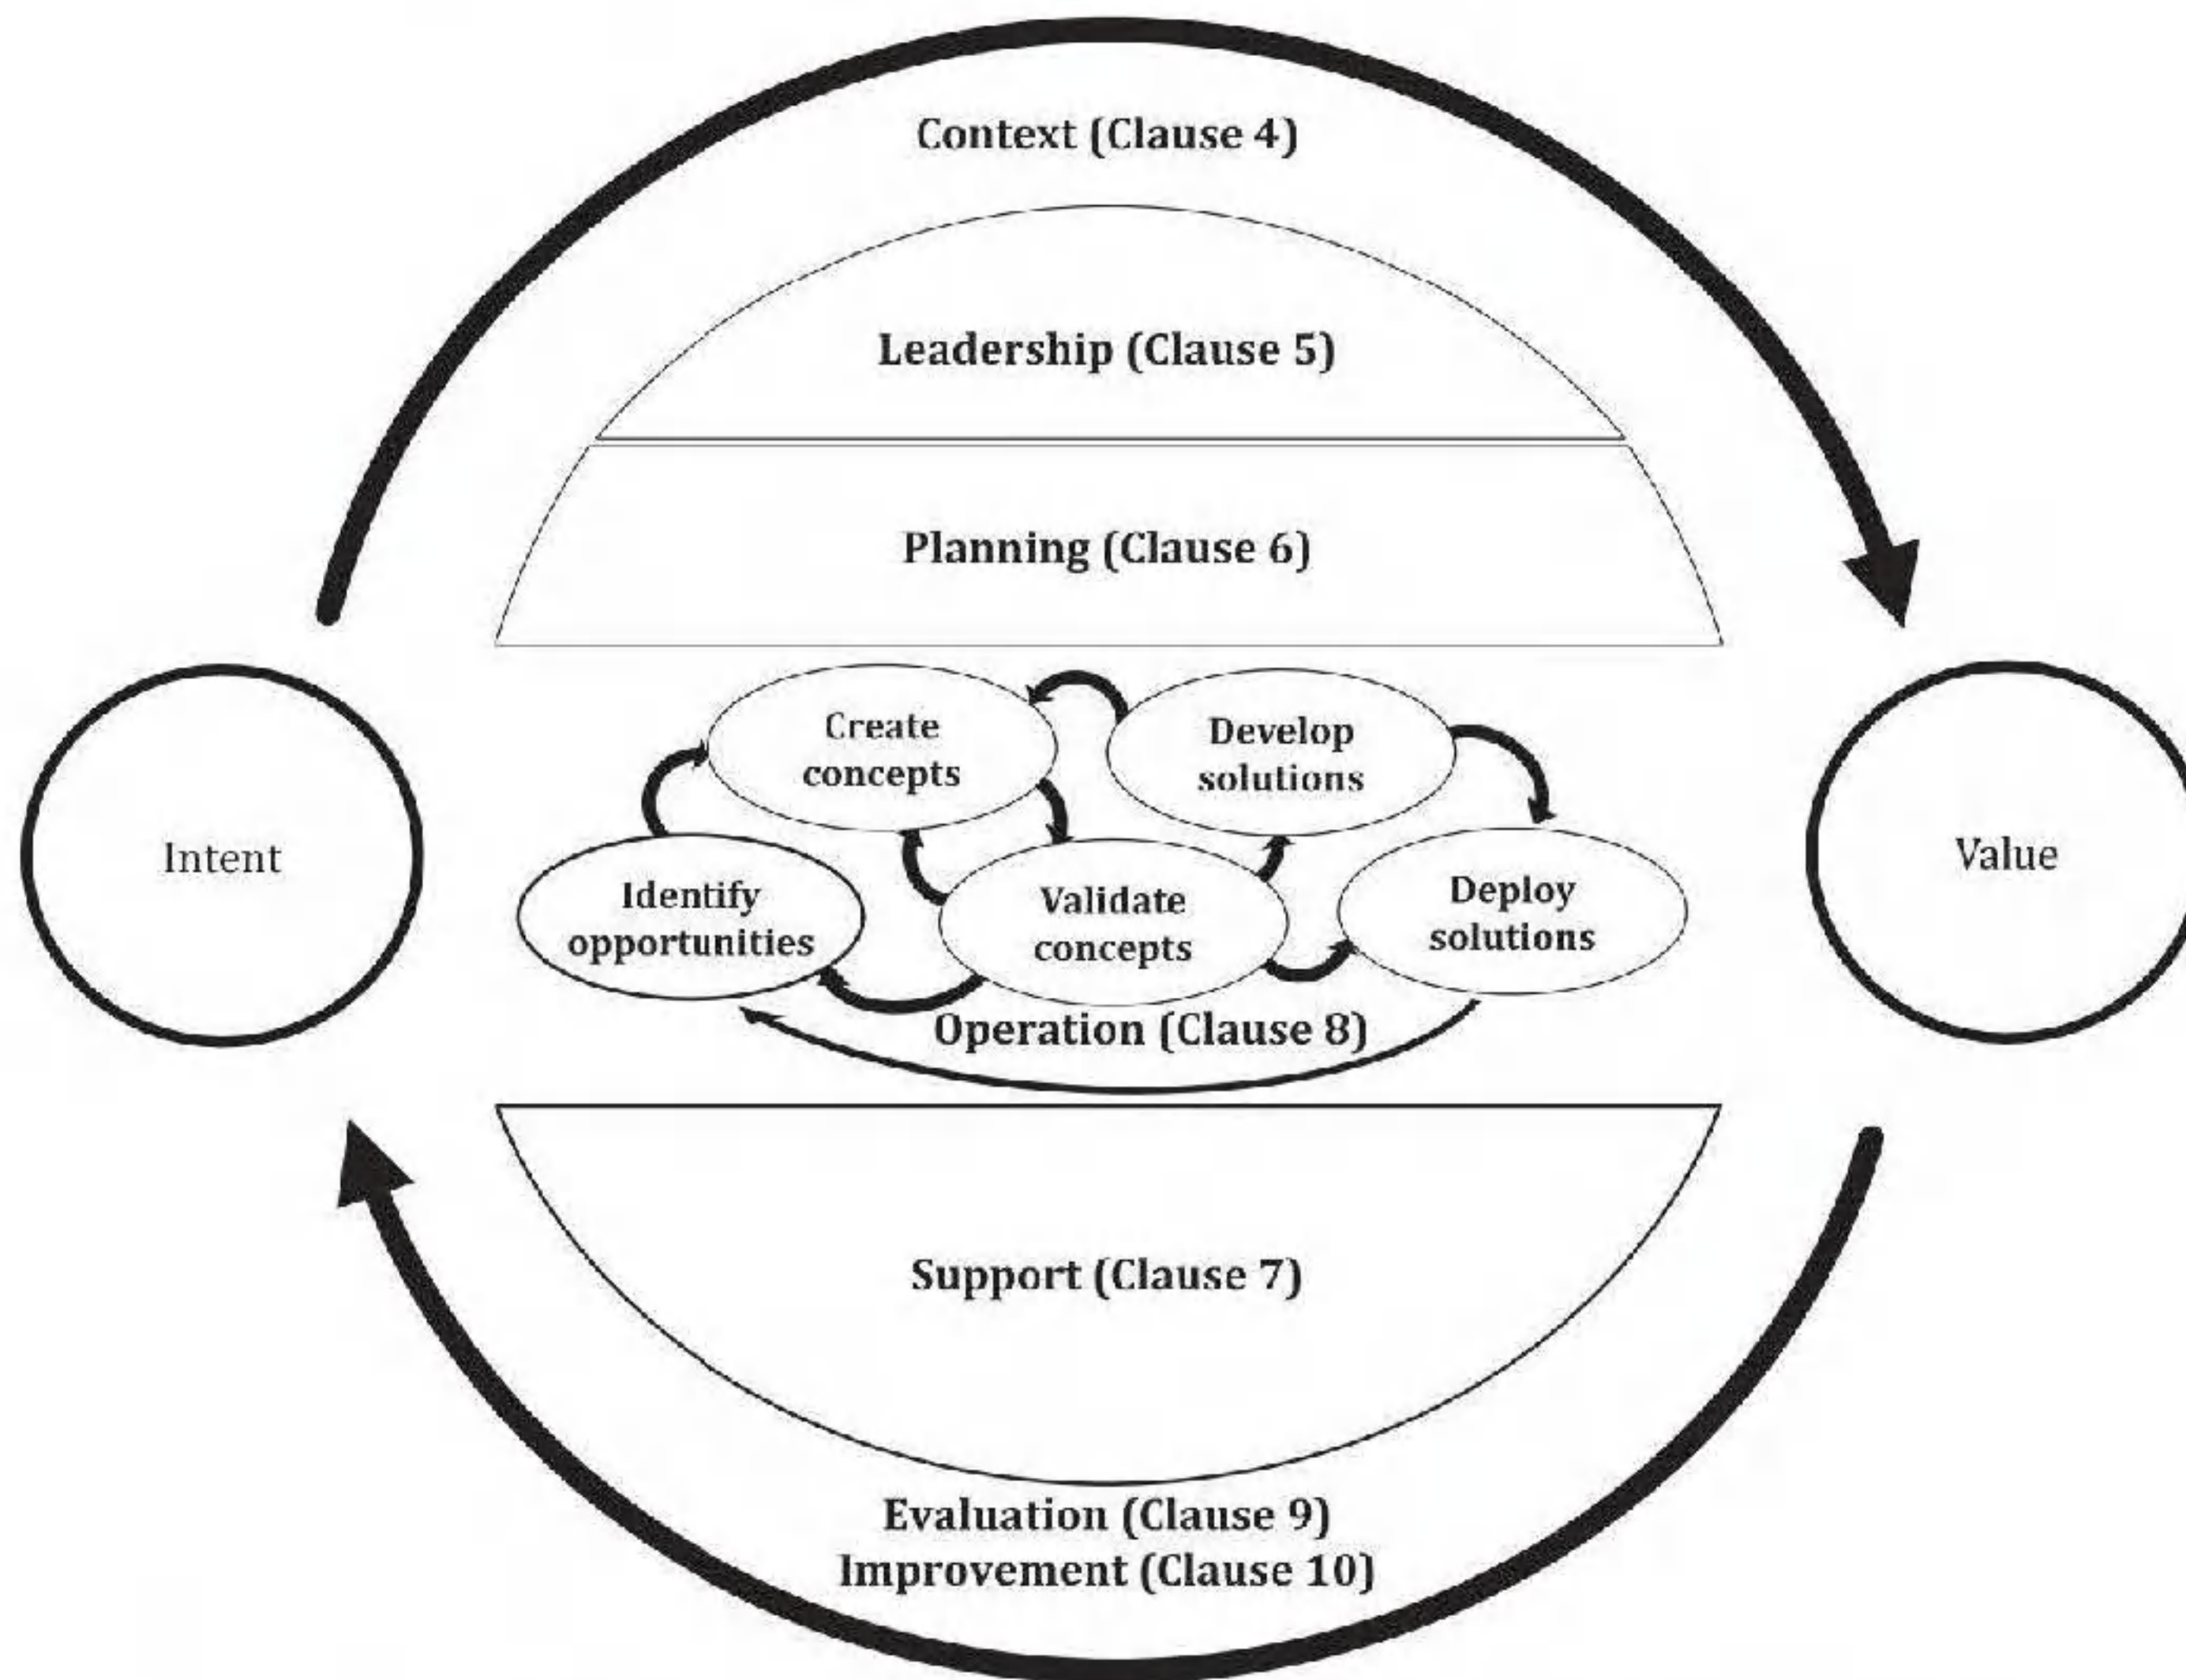 Context (Clause 4)
Leadership (Clause 5)
Planning (Clause 6)
Intent
Create
concepts
Develop
solutions
Identify
opportunities
Validate
concepts
Deploy
solutions
Value
Operation (Clause 8)
Support (Clause 7)
Evaluation (Clause 9)
Improvement (Clause 10)